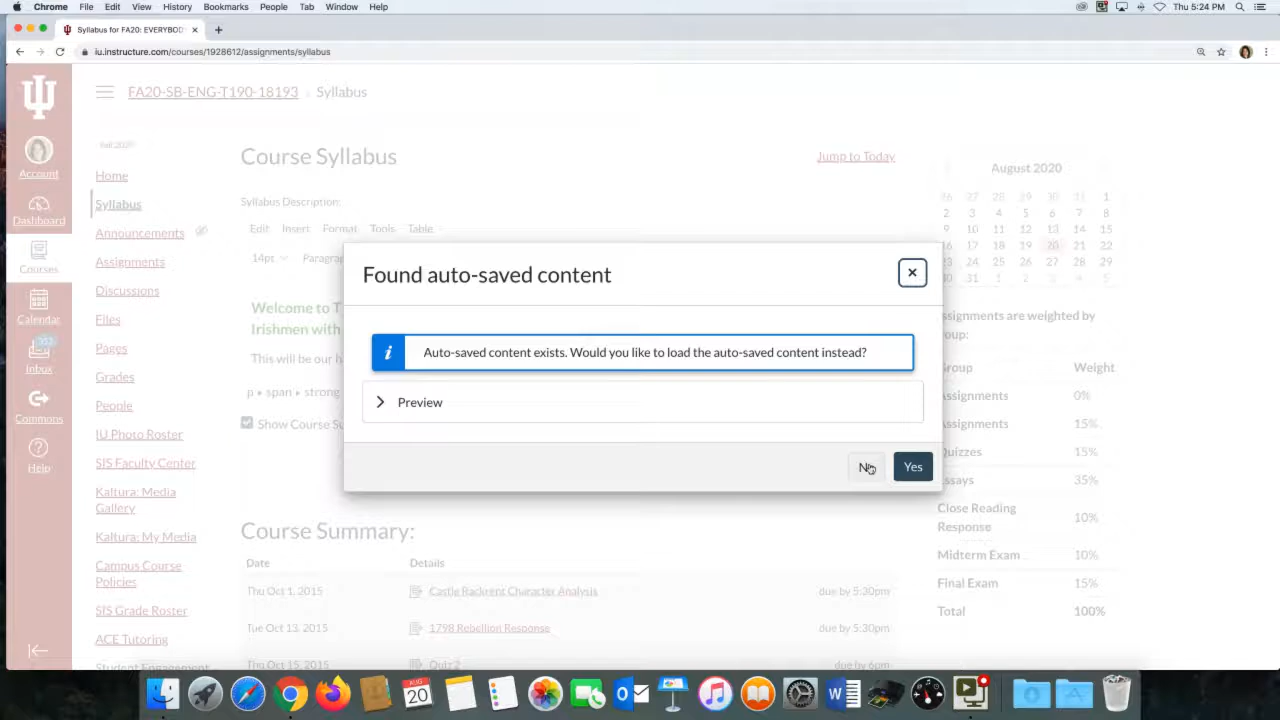 Chrome File Edit View History Bookmarks People Tab Window Help Thu 5:24 PM
Syllabus for FA20: EVERYBOD
iu.instructure.com/courses/1928612/assignments/syllabus
FA20-SB-ENG-T190-18193 › Syllabus
Account
Dashboard
Courses
Calendar
353
Inbox
Commons
Help
Fall 2020
Home
Syllabus
Announcements
Assignments
Discussions
Files
Pages
Grades
People
IU Photo Roster
SIS Faculty Center
Kaltura: Media
Gallery
Kaltura: My Media
Campus Course
Policies
SIS Grade Roster
ACE Tutoring
Student Engagement
Course Syllabus
Jump to Today
Syllabus Description:
Edit Insert Format Tools Table
14pt Paragra
Welcome to T
Irishmen with
This will be our h
p ▸ span ▸ strong
Show Course Su
Found auto-saved content
Auto-saved content exists. Would you like to load the auto-saved content instead?
Preview
No Yes
Course Summary:
Date Details
Thu Oct 1, 2015 Castle Rackrent Character Analysis due by 5:30pm
Tue Oct 13, 2015 1798 Rebellion Response due by 5:30pm
Thu Oct 15, 2015 Quiz 2 due by 6pm
August 2020
26 27 28 29 30 31 1
2 3 4 5 6 7 8
9 10 11 12 13 14 15
16 17 18 19 20 21 22
23 24 25 26 27 28 29
30 31 1 2 3 4 5
ssignments are weighted by
roup:
Group Weight
Assignments 0%
Assignments 15%
Quizzes 15%
Essays 35%
Close Reading
Response 10%
Midterm Exam 10%
Final Exam 15%
Total 100%
AUG
20